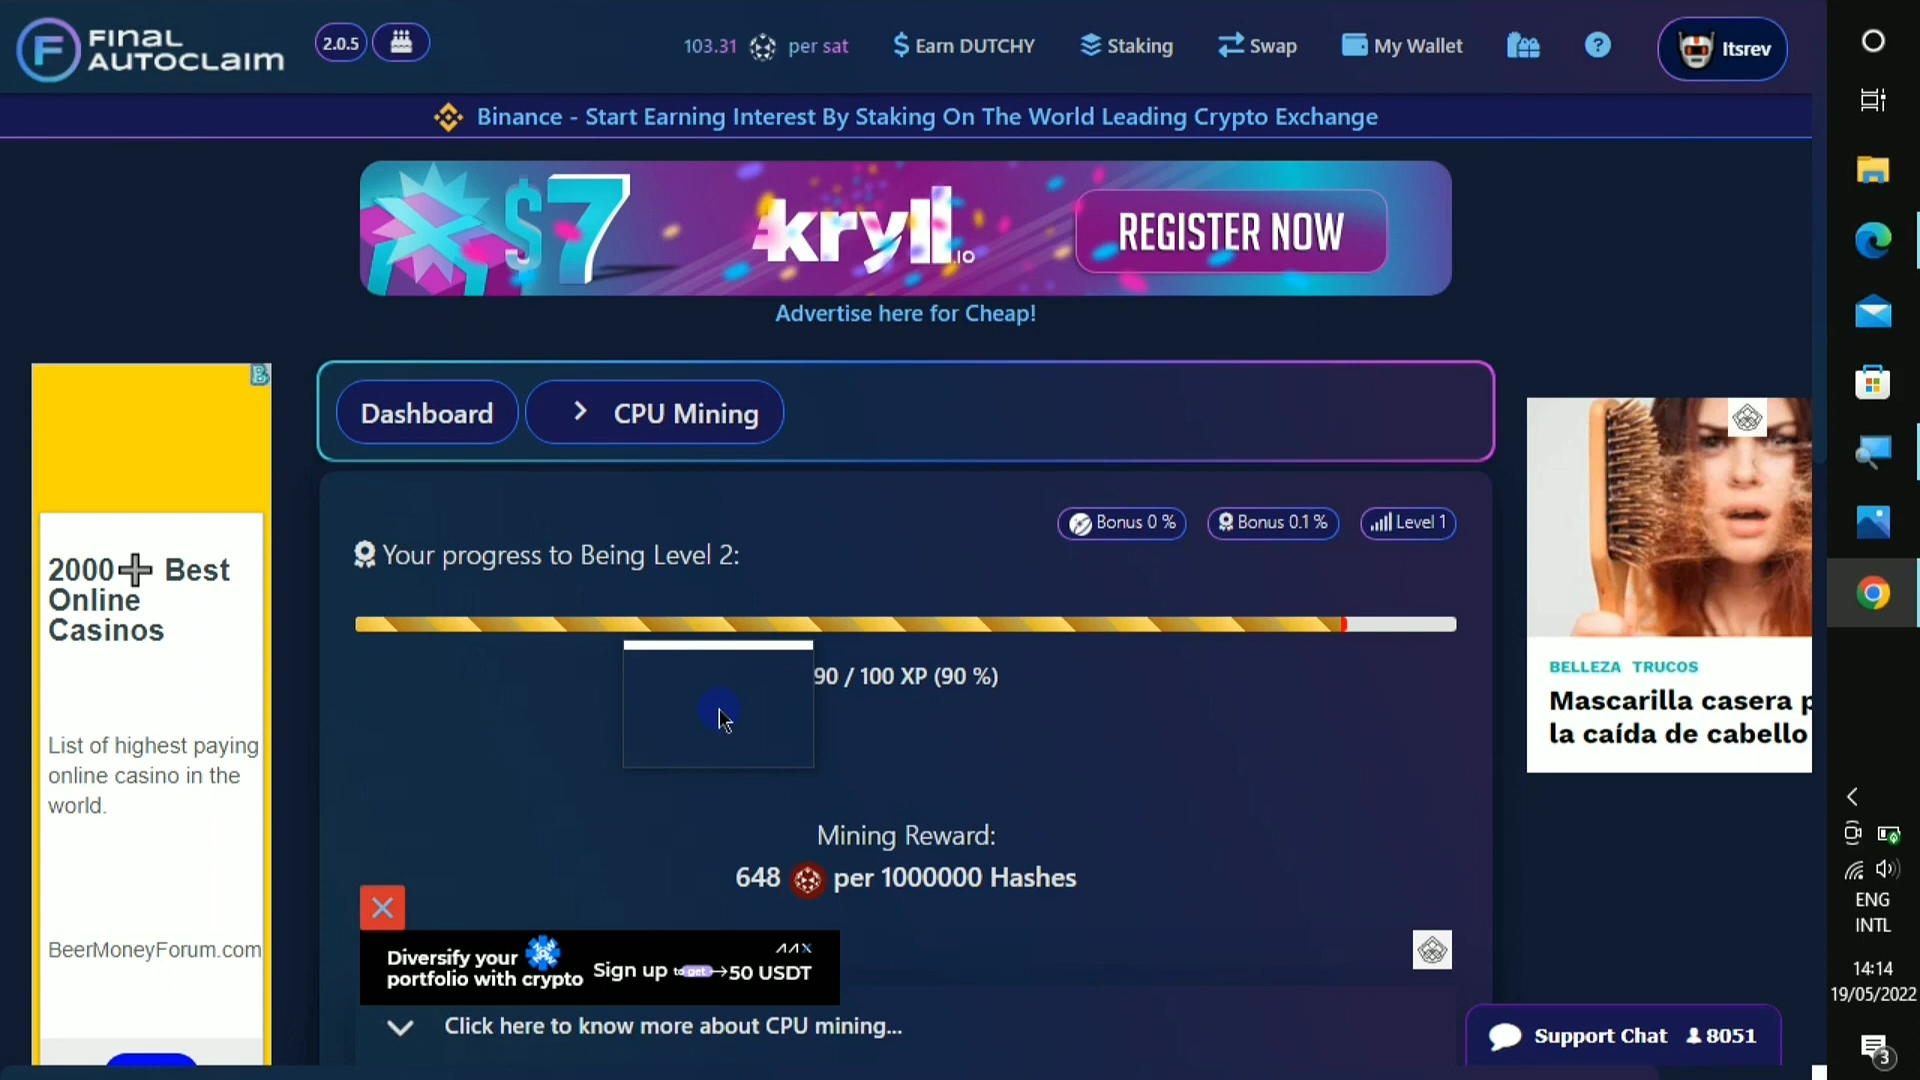 FINAL
AUTOCLAIM
2.0.5
103.31 per sat
Earn DUTCHY
Staking
Swap
My Wallet
?
Itsrev
Binance - Start Earning Interest By Staking On The World Leading Crypto Exchange
$7
kryll.io
REGISTER NOW
Advertise here for Cheap!
Dashboard
CPU Mining
Bonus 0 %
Bonus 0.1 %
Level 1
Your progress to Being Level 2:
90 / 100 XP (90 %)
Mining Reward:
648 per 1000000 Hashes
2000➕ Best
Online
Casinos
List of highest paying
online casino in the
world.
BeerMoneyForum.com
BELLEZA TRUCOS
Mascarilla casera p
la caída de cabello
Diversify your
portfolio with crypto
Sign up to get 50 USDT
AAX
Click here to know more about CPU mining...
Support Chat 8051
ENG
INTL
14:14
19/05/2022
3